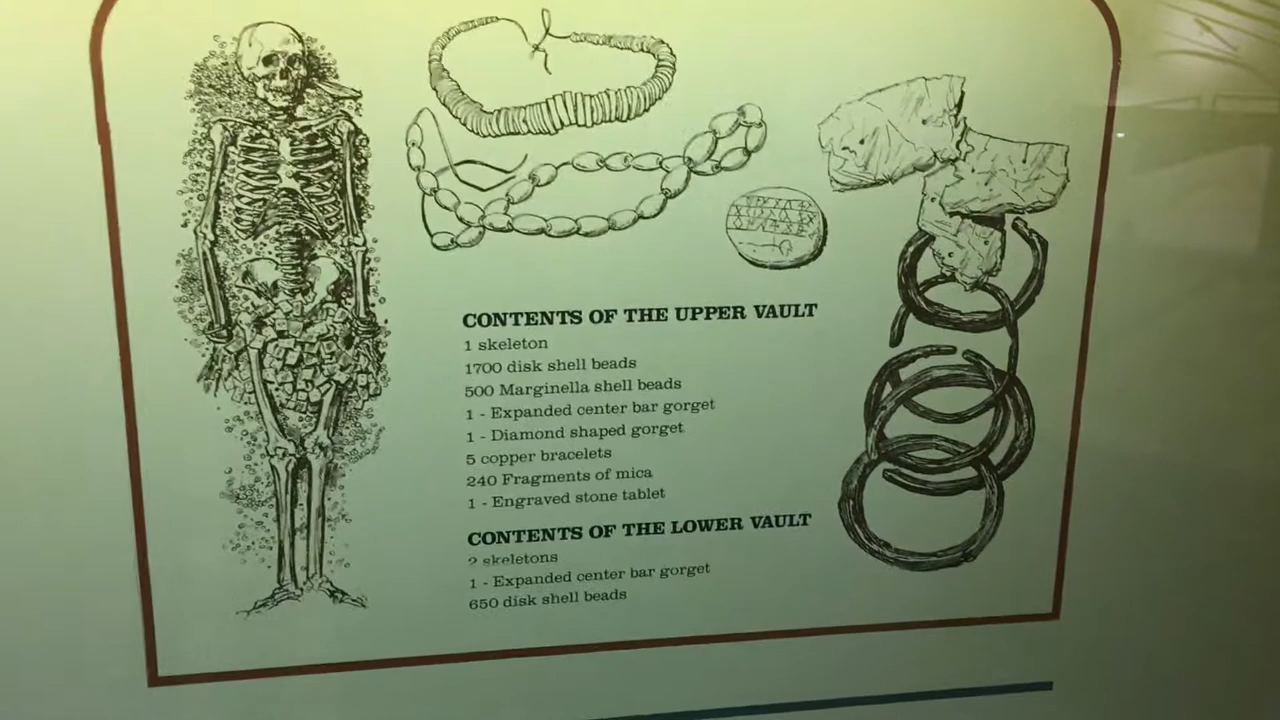 CONTENTS OF THE UPPER VAULT
1 skeleton
1700 disk shell beads
500 Marginella shell beads
1 - Expanded center bar gorget
1 - Diamond shaped gorget
5 copper bracelets
240 Fragments of mica
1 - Engraved stone tablet
CONTENTS OF THE LOWER VAULT
2 skeletons
1 - Expanded center bar gorget
650 disk shell beads